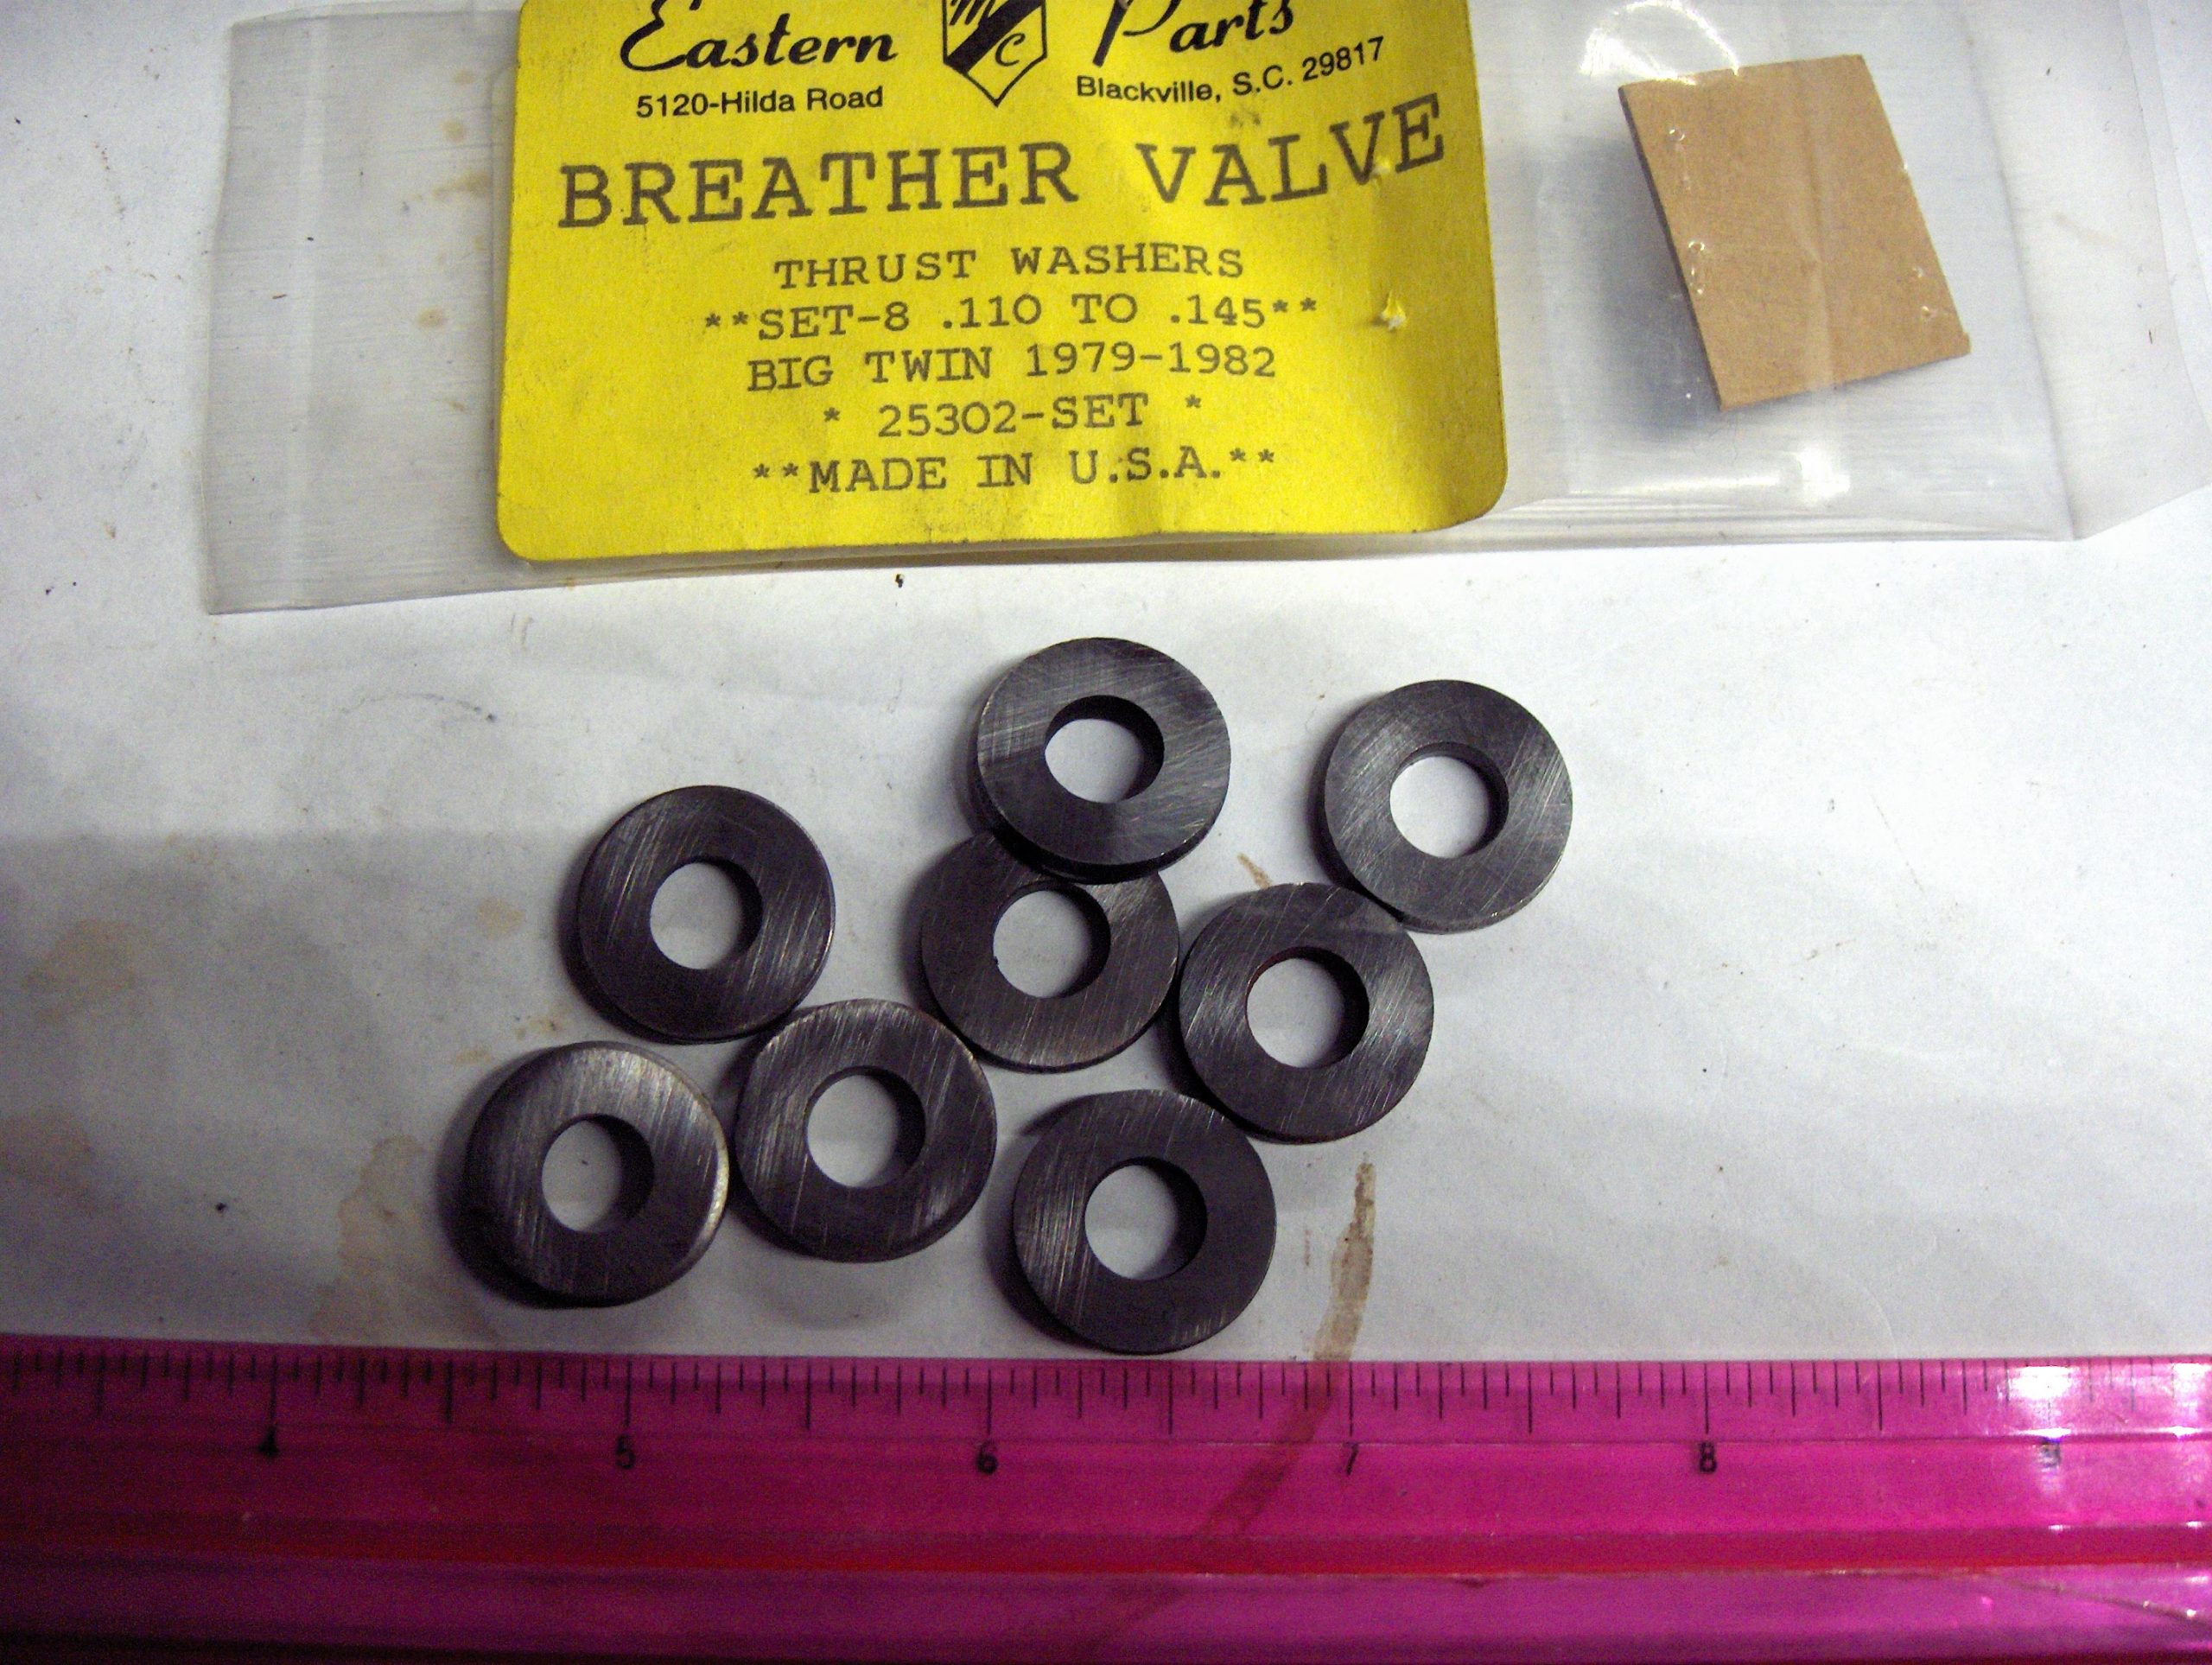 Eastern MC Parts
5120-Hilda Road Blackville, S.C. 29817
BREATHER VALVE
THRUST WASHERS
**SET-8 .110 TO .145**
BIG TWIN 1979-1982
* 25302-SET *
**MADE IN U.S.A.**
4 5 6 7 8 9